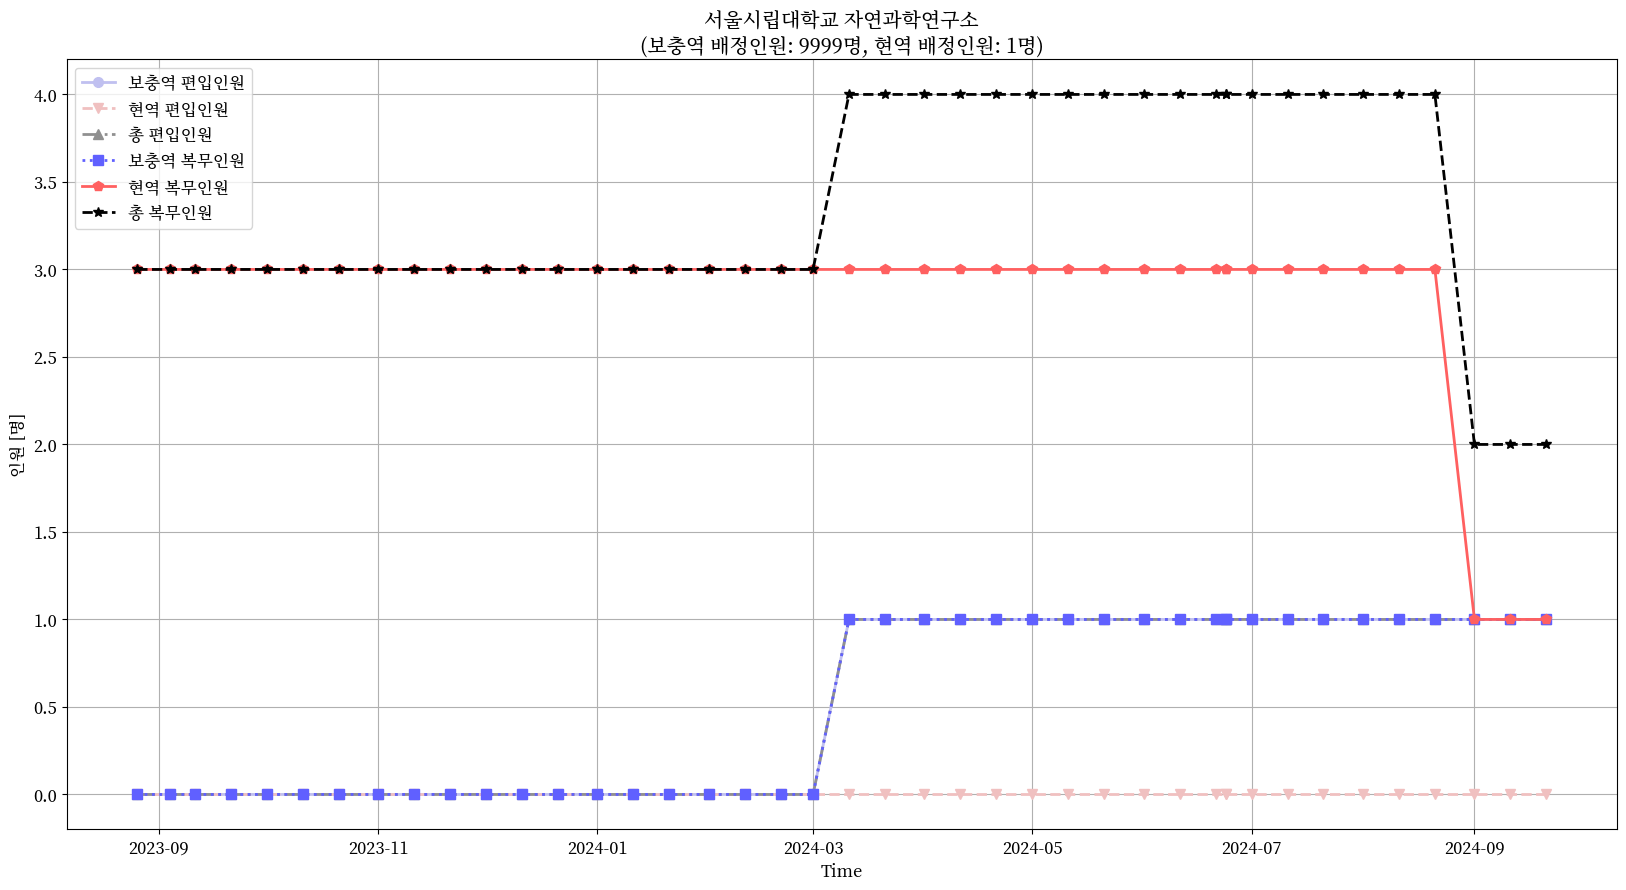 서울시립대학교 자연과학연구소
(보충역 배정인원: 9999명, 현역 배정인원: 1명)
보충역 편입인원
현역 편입인원
총 편입인원
보충역 복무인원
현역 복무인원
총 복무인원
인원 [명]
4.0
3.5
3.0
2.5
2.0
1.5
1.0
0.5
0.0
2023-09
2023-11
2024-01
2024-03
2024-05
2024-07
2024-09
Time